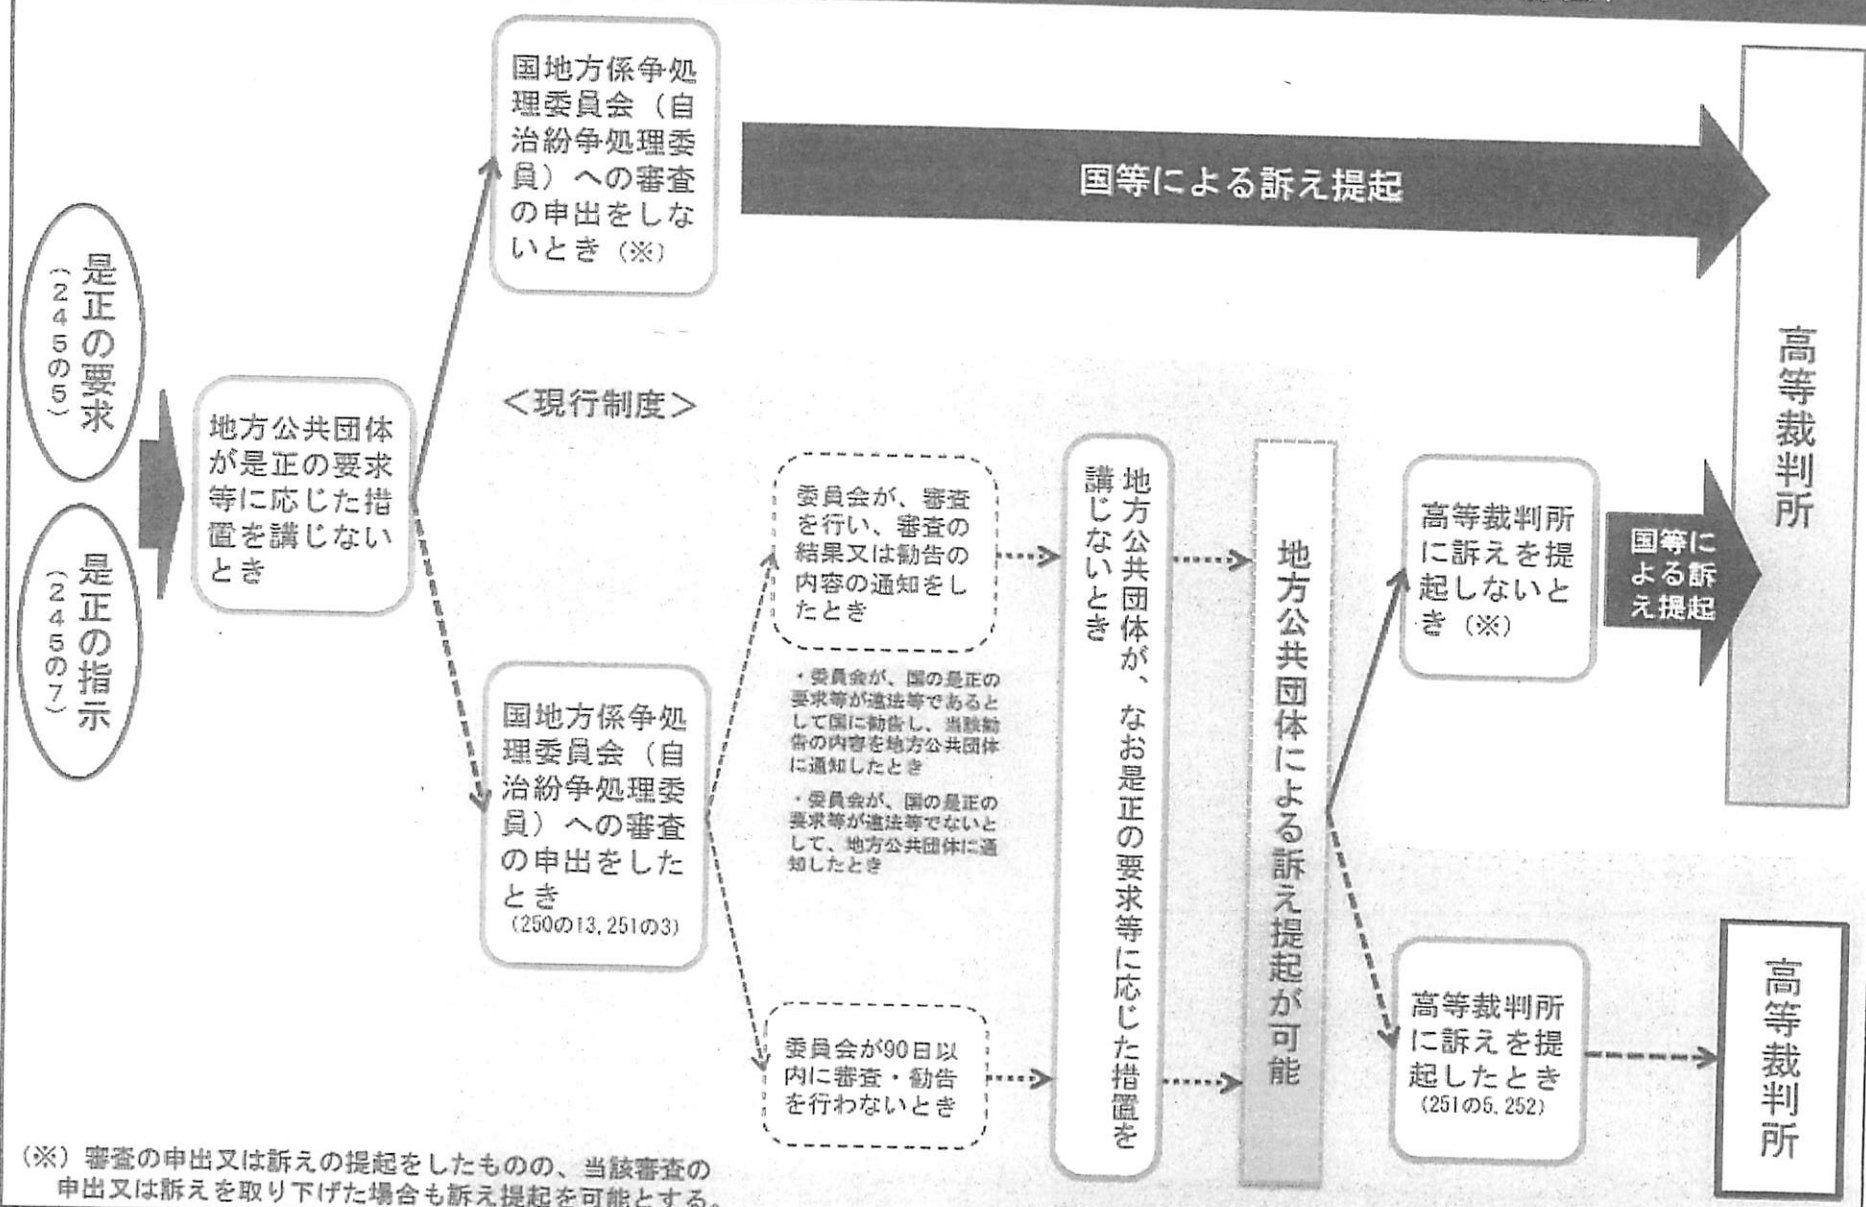 是正の要求
(245の5)
是正の指示
(245の7)
地方公共団体
が是正の要求
等に応じた措
置を講じない
とき
国地方係争処
理委員会（自
治紛争処理委
員）への審査
の申出をしな
いとき（※）
国等による訴え提起
高等裁判所
＜現行制度＞
国地方係争処
理委員会（自
治紛争処理委
員）への審査
の申出をした
とき
(250の13,251の3)
委員会が、審査
を行い、審査の
結果又は勧告の
内容の通知をし
たとき
・委員会が、国の是正の
要求等が違法等であると
して国に勧告し、当該勧
告の内容を地方公共団体
に通知したとき
・委員会が、国の是正の
要求等が違法等でないと
して、地方公共団体に通
知したとき
委員会が90日以
内に審査・勧告
を行わないとき
地方公共団体が、なお是正の要求等に応じた措置を
講じないとき
地方公共団体による訴え提起が可能
高等裁判所
に訴えを提
起しないと
き（※）
国等に
よる訴
え提起
高等裁判所
に訴えを提
起したとき
(251の5,252)
高等裁判所
（※）審査の申出又は訴えの提起をしたものの、当該審査の
申出又は訴えを取り下げた場合も訴え提起を可能とする。